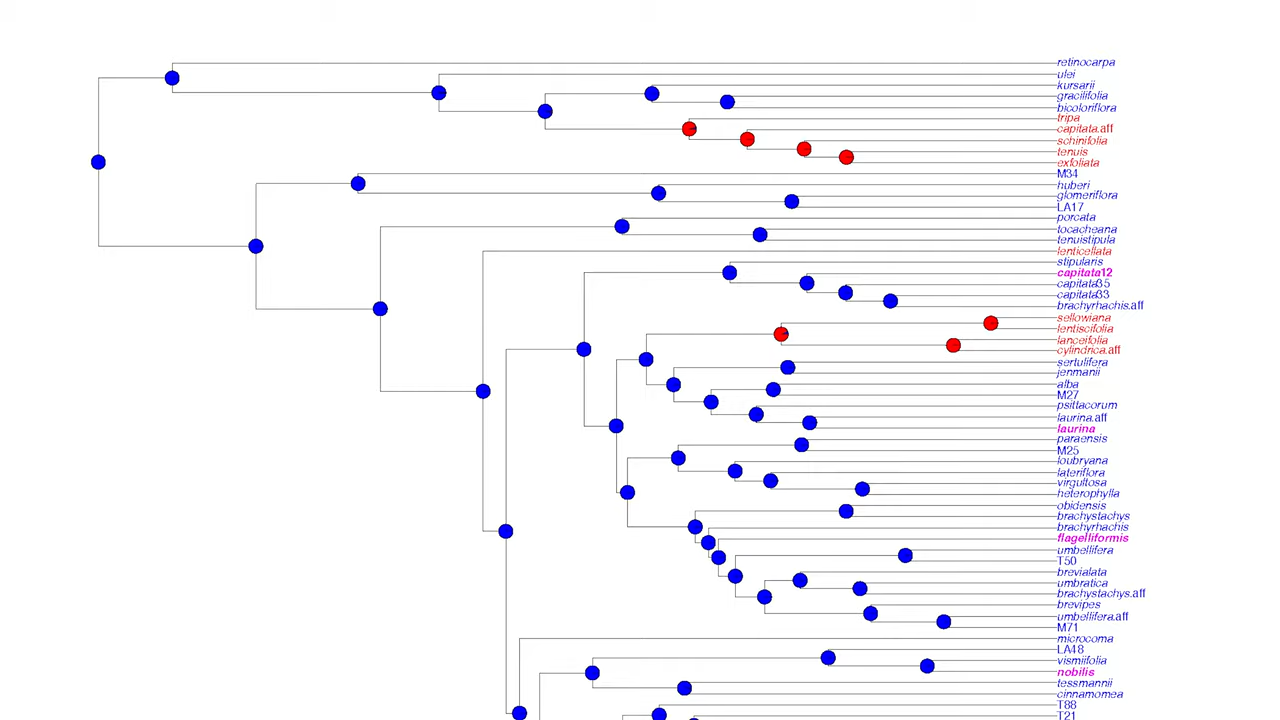 retinocarpa
ulei
kursarii
gracilifolia
bicoloriflora
tripa
capitata.aff
schinifolia
tenuis
exfoliata
M34
huberi
glomeriflora
LA17
porcata
tocacheana
tenuistipula
lenticellata
stipularis
capitata12
capitata35
capitata33
brachyrhachis.aff
sellowiana
lentiscifolia
lanceifolia
cylindrica.aff
sertulifera
jenmanii
alba
M27
psittacorum
laurina.aff
laurina
paraensis
M25
loubryana
lateriflora
virgultosa
heterophylla
obidensis
brachystachys
brachyrhachis
flagelliformis
umbellifera
T50
brevialata
umbratica
brachystachys.aff
brevipes
umbellifera.aff
M71
microcoma
LA48
vismiifolia
nobilis
tessmannii
cinnamomea
T88
T21